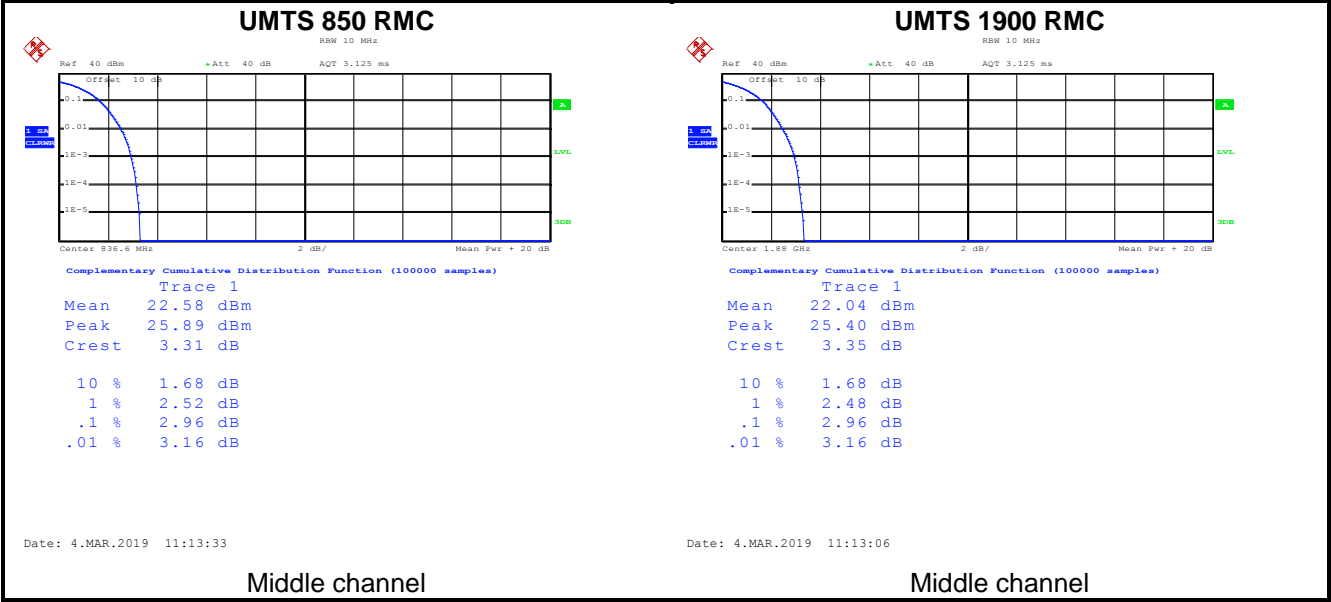 UMTS 850 RMC
R
S
RBW 10 MHz
Ref 40 dBm *Att 40 dB AQT 3.125 ms
Offset 10 dB
0.1
0.01
1E-3
1E-4
1E-5
A
1 SA
CLRWR
LVL
3DB
Center 836.6 MHz 2 dB/ Mean Pwr + 20 dB
Complementary Cumulative Distribution Function (100000 samples)
Trace 1
Mean 22.58 dBm
Peak 25.89 dBm
Crest 3.31 dB
10 % 1.68 dB
1 % 2.52 dB
.1 % 2.96 dB
.01 % 3.16 dB
Date: 4.MAR.2019 11:13:33
Middle channel
UMTS 1900 RMC
R
S
RBW 10 MHz
Ref 40 dBm *Att 40 dB AQT 3.125 ms
Offset 10 dB
0.1
0.01
1E-3
1E-4
1E-5
A
1 SA
CLRWR
LVL
3DB
Center 1.88 GHz 2 dB/ Mean Pwr + 20 dB
Complementary Cumulative Distribution Function (100000 samples)
Trace 1
Mean 22.04 dBm
Peak 25.40 dBm
Crest 3.35 dB
10 % 1.68 dB
1 % 2.48 dB
.1 % 2.96 dB
.01 % 3.16 dB
Date: 4.MAR.2019 11:13:06
Middle channel